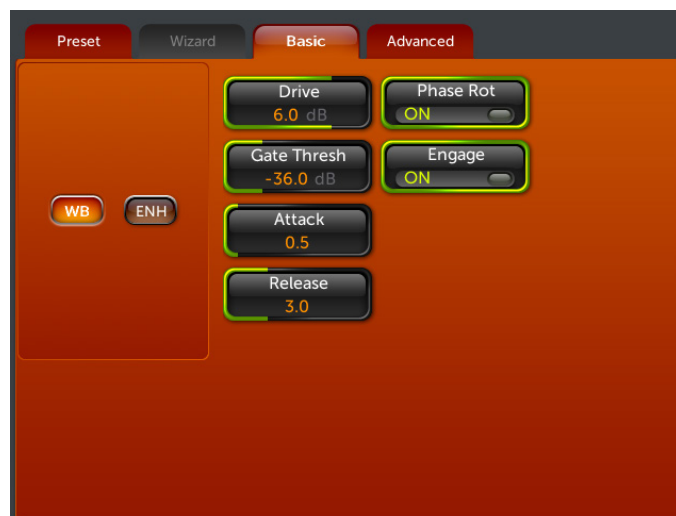 Preset Wizard Basic Advanced
Drive Phase Rot
6.0 dB ON
Gate Thresh Engage
-36.0 dB ON
WB ENH
Attack
0.5
Release
3.0